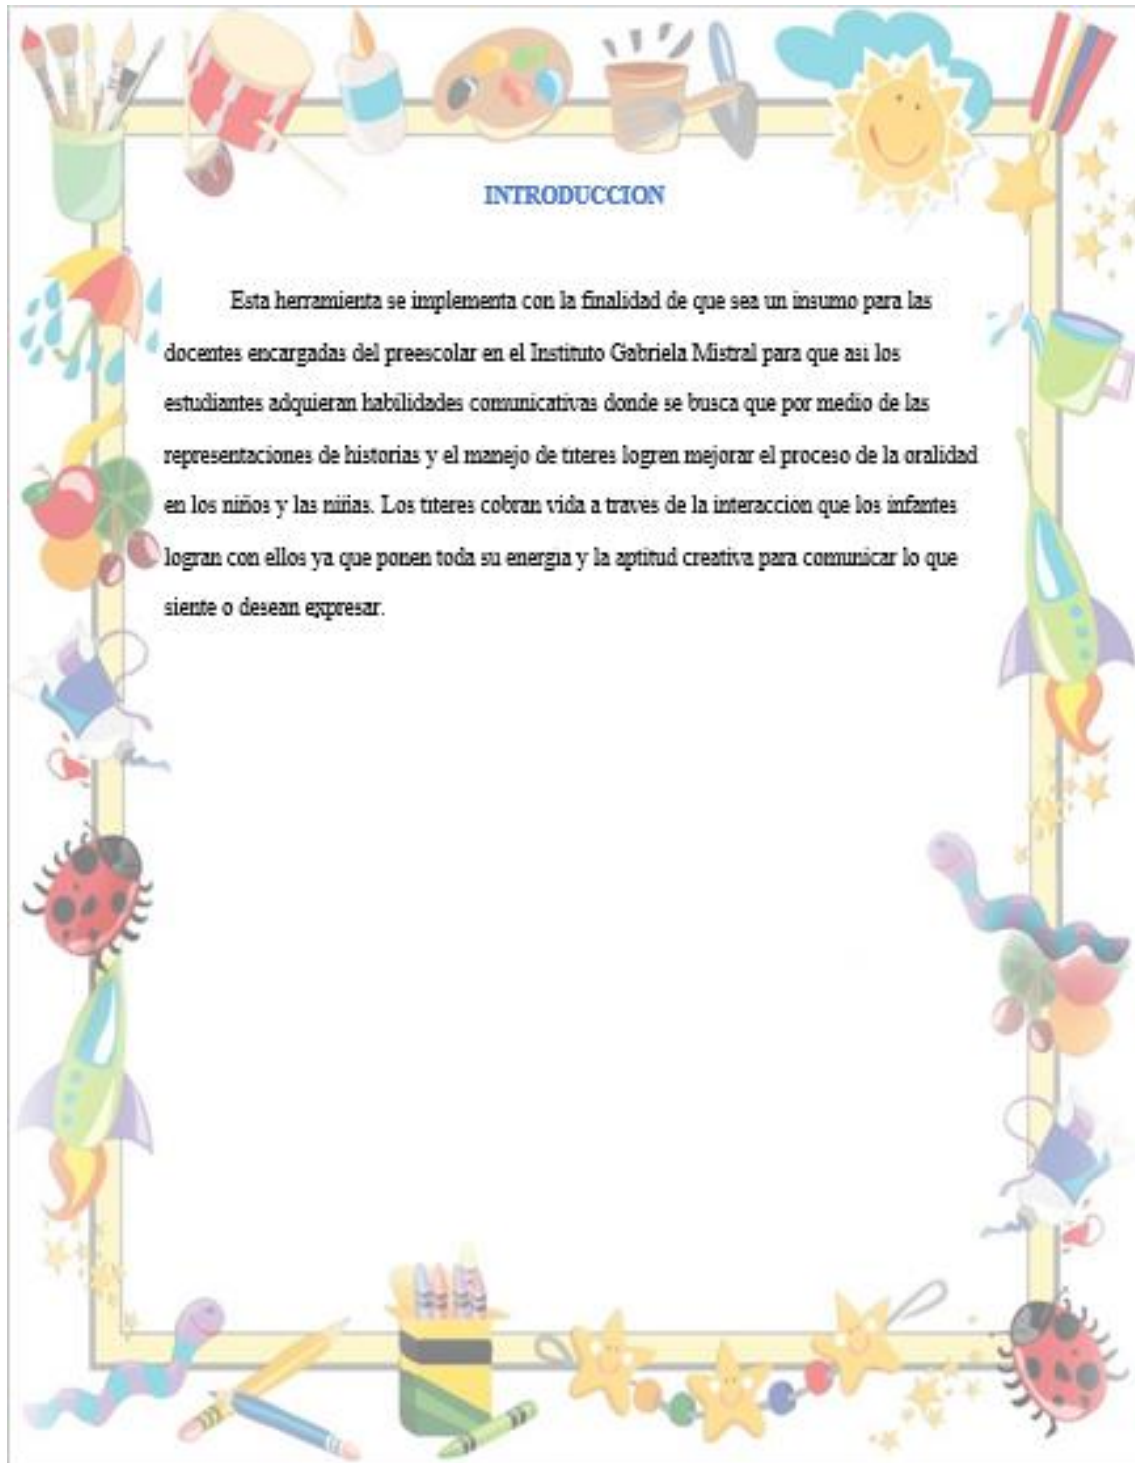 INTRODUCCION
Esta herramienta se implementa con la finalidad de que sea un insumo para las
docentes encargadas del preescolar en el Instituto Gabriela Mistral para que asi los
estudiantes adquieran habilidades comunicativas donde se busca que por medio de las
representaciones de historias y el manejo de titeres logren mejorar el proceso de la oralidad
en los niños y las niñas. Los titeres cobran vida a traves de la interaccion que los infantes
logran con ellos ya que ponen toda su energia y la aptitud creativa para comunicar lo que
siente o desean expresar.